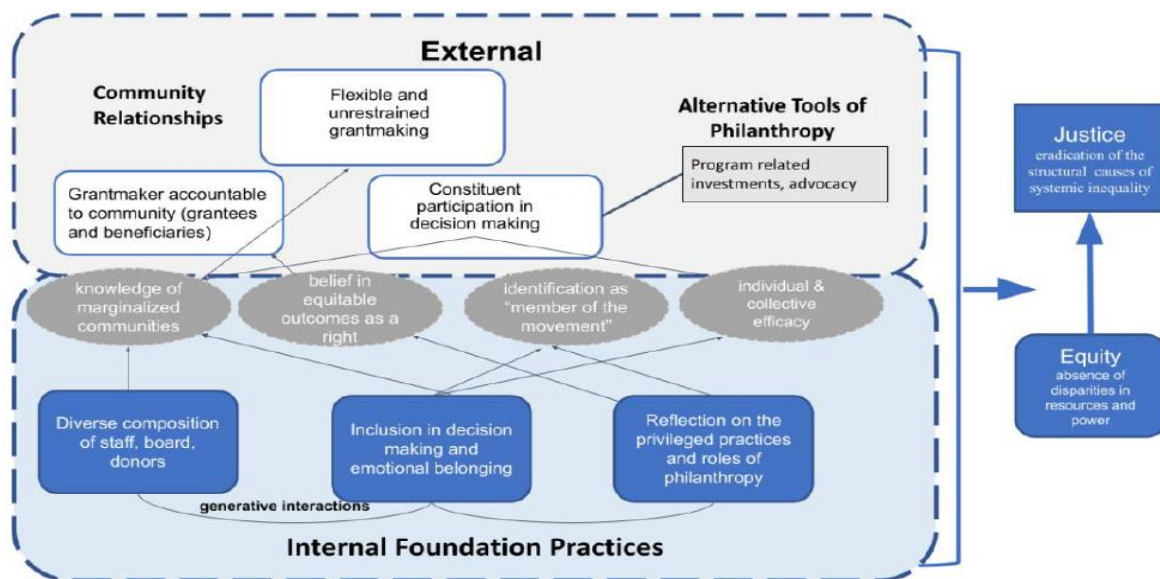 External
Community
Relationships
Flexible and
unrestrained
grantmaking
Alternative Tools of
Philanthropy
Program related
investments, advocacy
Grantmaker accountable
to community (grantees
and beneficiaries)
Constituent
participation in
decision making
knowledge of
marginalized
communities
belief in
equitable
outcomes as a
right
identification as
“member of the
movement”
individual &
collective
efficacy
Diverse composition
of staff, board,
donors
Inclusion in decision
making and
emotional belonging
Reflection on the
privileged practices
and roles of
philanthropy
generative interactions
Internal Foundation Practices
Justice
eradication of the
structural causes of
systemic inequality
Equity
absence of
disparities in
resources and
power